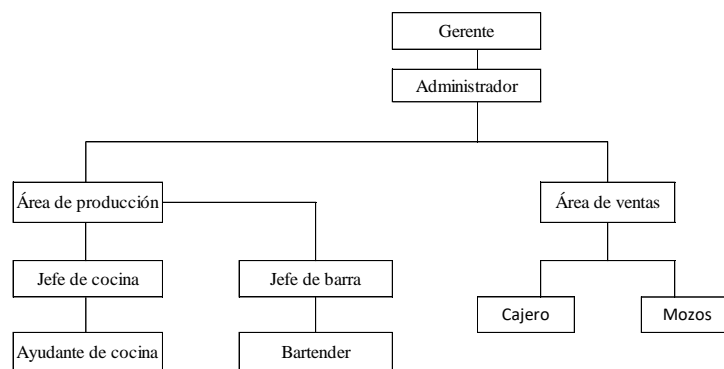 Gerente
Administrador
Área de producción
Área de ventas
Jefe de cocina
Jefe de barra
Cajero
Mozos
Ayudante de cocina
Bartender